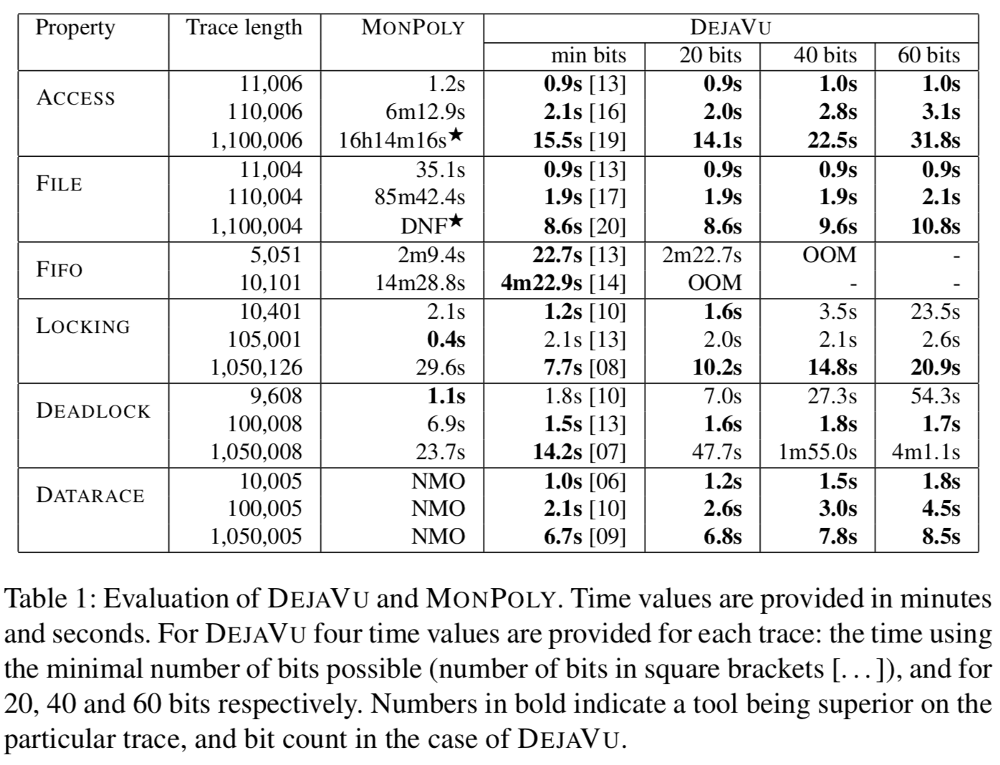 Property Trace length MONPOLY DEJAVU
min bits 20 bits 40 bits 60 bits
ACCESS
11,006 1.2s 0.9s [13] 0.9s 1.0s 1.0s
110,006 6m12.9s 2.1s [16] 2.0s 2.8s 3.1s
1,100,006 16h14m16s★ 15.5s [19] 14.1s 22.5s 31.8s
FILE
11,004 35.1s 0.9s [13] 0.9s 0.9s 0.9s
110,004 85m42.4s 1.9s [17] 1.9s 1.9s 2.1s
1,100,004 DNF★ 8.6s [20] 8.6s 9.6s 10.8s
FIFO
5,051 2m9.4s 22.7s [13] 2m22.7s OOM -
10,101 14m28.8s 4m22.9s [14] OOM - -
LOCKING
10,401 2.1s 1.2s [10] 1.6s 3.5s 23.5s
105,001 0.4s 2.1s [13] 2.0s 2.1s 2.6s
1,050,126 29.6s 7.7s [08] 10.2s 14.8s 20.9s
DEADLOCK
9,608 1.1s 1.8s [10] 7.0s 27.3s 54.3s
100,008 6.9s 1.5s [13] 1.6s 1.8s 1.7s
1,050,008 23.7s 14.2s [07] 47.7s 1m55.0s 4m1.1s
DATARACE
10,005 NMO 1.0s [06] 1.2s 1.5s 1.8s
100,005 NMO 2.1s [10] 2.6s 3.0s 4.5s
1,050,005 NMO 6.7s [09] 6.8s 7.8s 8.5s
Table 1: Evaluation of DEJAVU and MONPOLY. Time values are provided in minutes
and seconds. For DEJAVU four time values are provided for each trace: the time using
the minimal number of bits possible (number of bits in square brackets [...]), and for
20, 40 and 60 bits respectively. Numbers in bold indicate a tool being superior on the
particular trace, and bit count in the case of DEJAVU.